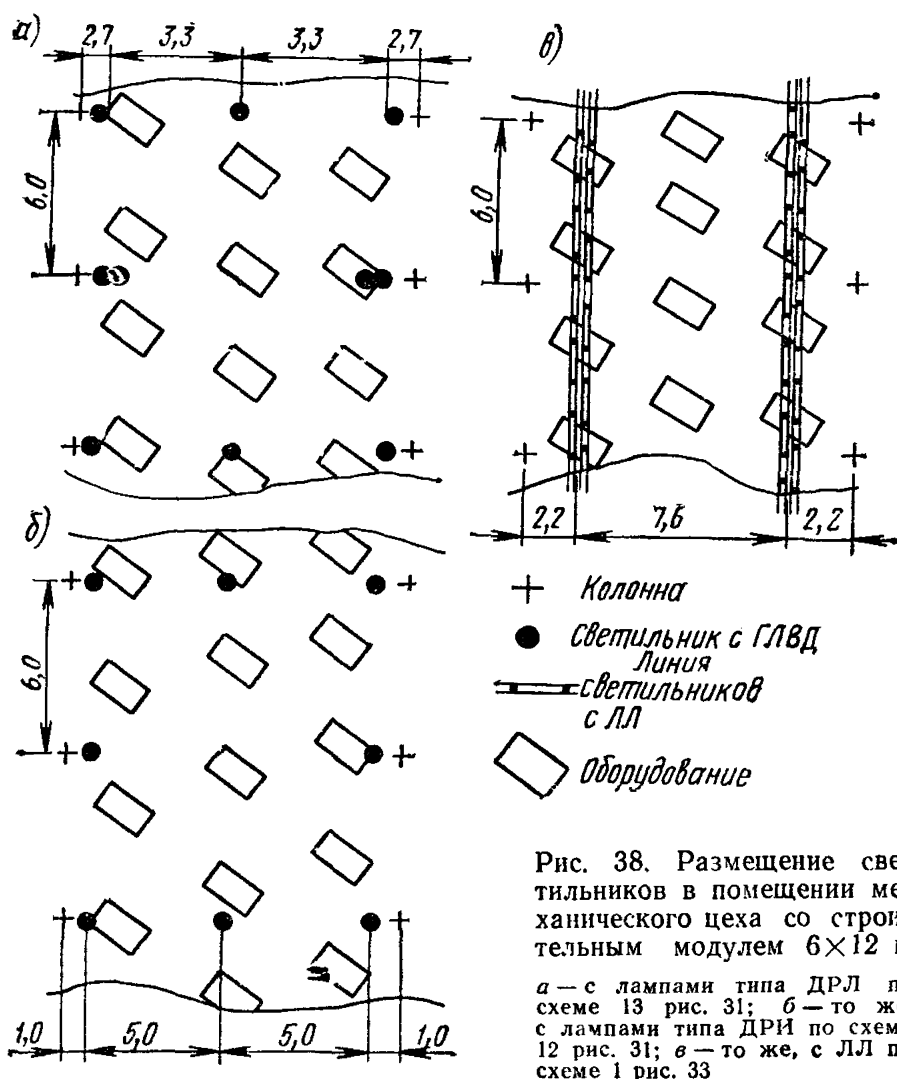 а)
2,7 3,3 3,3 2,7
6,0
в)
6,0
2,2 7,6 2,2
б)
6,0
1,0 5,0 5,0 1,0
Колонна
Светильник с ГЛВД
Линия
светильников
с ЛЛ
Оборудование
Рис. 38. Размещение све
тильников в помещении ме
ханического цеха со строи
тельным модулем 6×12
а — с лампами типа ДРЛ п
схеме 13 рис. 31; б — то ж
с лампами типа ДРИ по схем
12 рис. 31; в — то же, с ЛЛ п
схеме 1 рис. 33